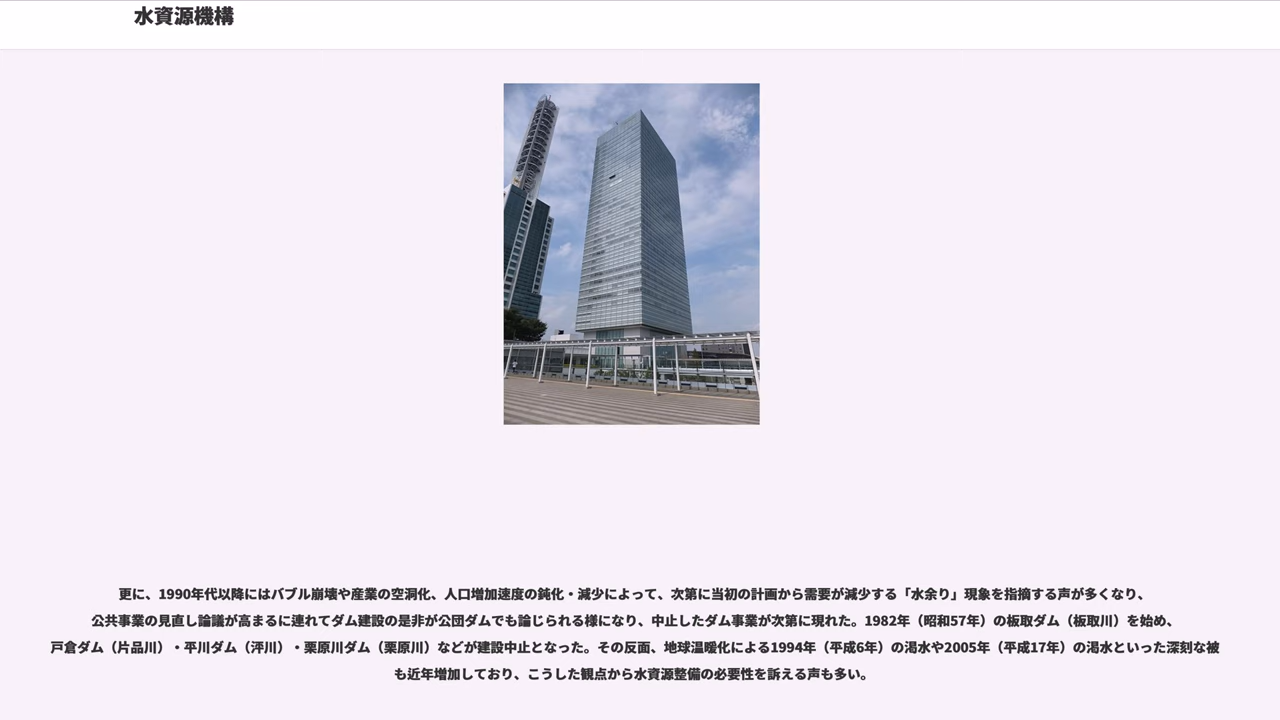 水資源機構
更に、1990年代以降にはバブル崩壊や産業の空洞化、人口増加速度の鈍化・減少によって、次第に当初の計画から需要が減少する「水余り」現象を指摘する声が多くなり、
公共事業の見直し論議が高まるに連れてダム建設の是非が公団ダムでも論じられる様になり、中止したダム事業が次第に現れた。1982年（昭和57年）の板取ダム（板取川）を始め、
戸倉ダム（片品川）・平川ダム（泙川）・栗原川ダム（栗原川）などが建設中止となった。その反面、地球温暖化による1994年（平成6年）の渇水や2005年（平成17年）の渇水といった深刻な被
も近年増加しており、こうした観点から水資源整備の必要性を訴える声も多い。